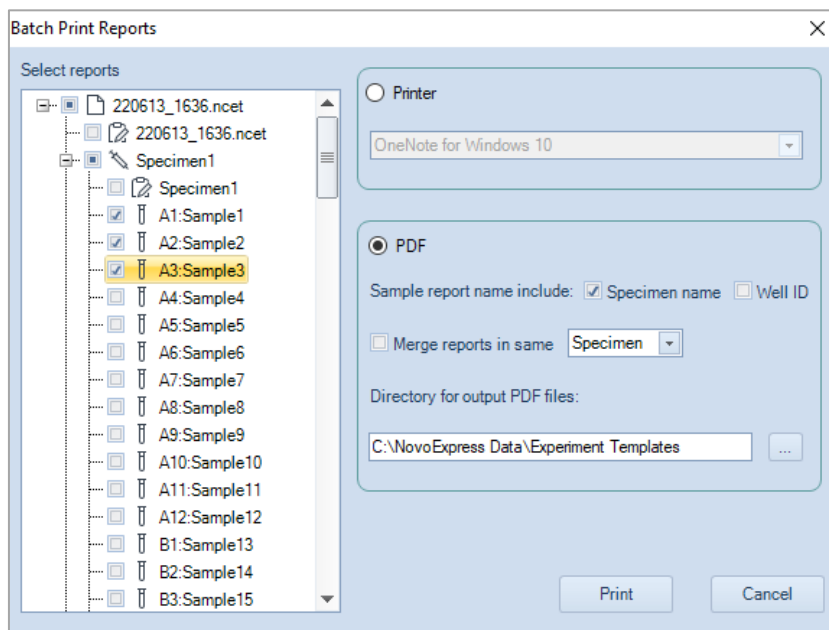 Batch Print Reports
Select reports
220613_1636.ncet
220613_1636.ncet
Specimen1
Specimen1
A1:Sample1
A2:Sample2
A3:Sample3
A4:Sample4
A5:Sample5
A6:Sample6
A7:Sample7
A8:Sample8
A9:Sample9
A10:Sample10
A11:Sample11
A12:Sample12
B1:Sample13
B2:Sample14
B3:Sample15
Printer
OneNote for Windows 10
PDF
Sample report name include: Specimen name Well ID
Merge reports in same Specimen
Directory for output PDF files:
C:\NovoExpress Data\Experiment Templates ...
Print Cancel